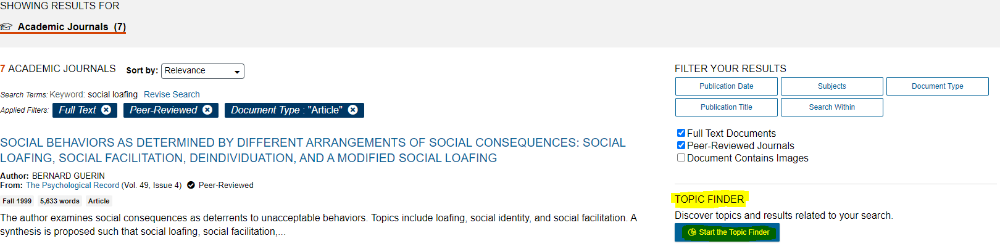 SHOWING RESULTS FOR
Academic Journals (7)
7 ACADEMIC JOURNALS Sort by: Relevance
Search Terms: Keyword: social loafing Revise Search
Applied Filters: Full Text Peer-Reviewed Document Type : "Article"
SOCIAL BEHAVIORS AS DETERMINED BY DIFFERENT ARRANGEMENTS OF SOCIAL CONSEQUENCES: SOCIAL
LOAFING, SOCIAL FACILITATION, DEINDIVIDUATION, AND A MODIFIED SOCIAL LOAFING
Author: BERNARD GUERIN
From: The Psychological Record (Vol. 49, Issue 4) Peer-Reviewed
Fall 1999 5,633 words Article
The author examines social consequences as deterrents to unacceptable behaviors. Topics include loafing, social identity, and social facilitation. A
synthesis is proposed such that social loafing, social facilitation,...
FILTER YOUR RESULTS
Publication Date Subjects Document Type
Publication Title Search Within
Full Text Documents
Peer-Reviewed Journals
Document Contains Images
TOPIC FINDER
Discover topics and results related to your search.
Start the Topic Finder